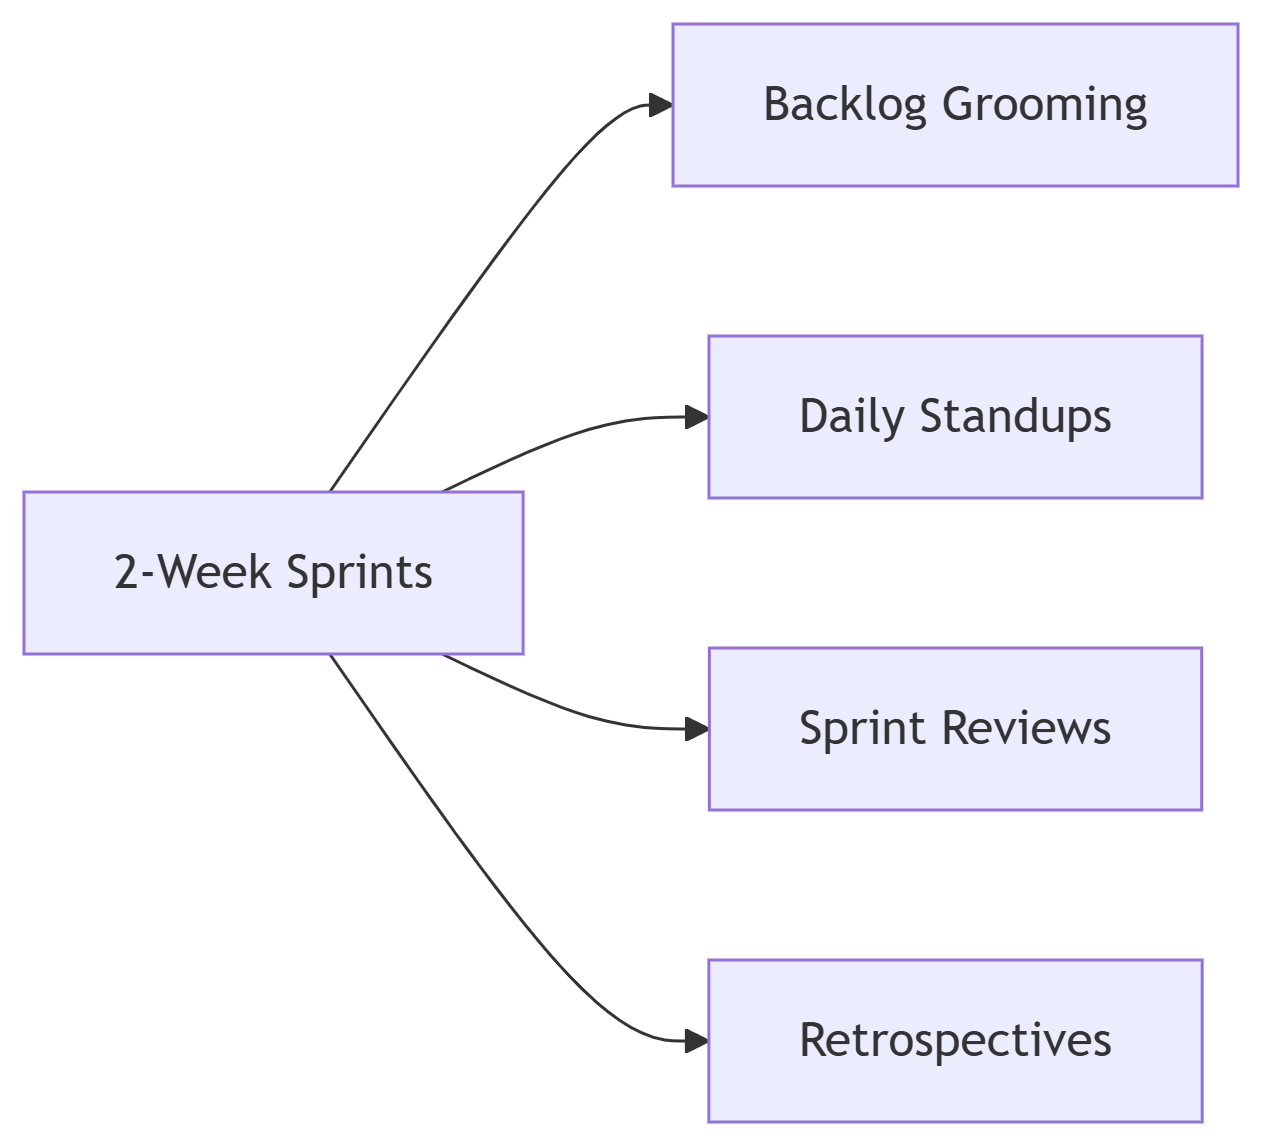 Backlog Grooming
Daily Standups
2-Week Sprints
Sprint Reviews
Retrospectives